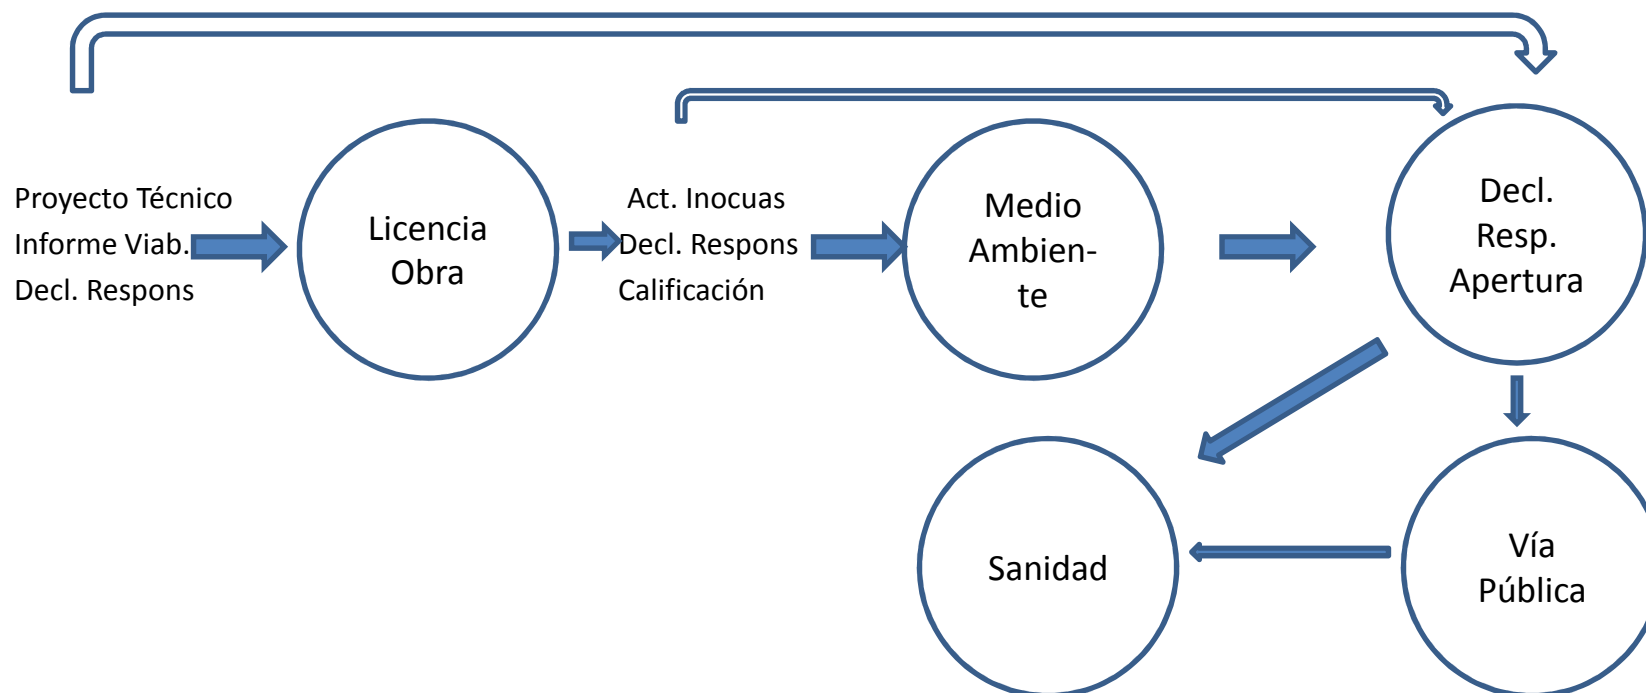 Proyecto Técnico
Informe Viab.
Decl. Respons
Licencia
Obra
Act. Inocuas
Decl. Respons
Calificación
Medio
Ambien-
te
Decl.
Resp.
Apertura
Sanidad
Vía
Pública